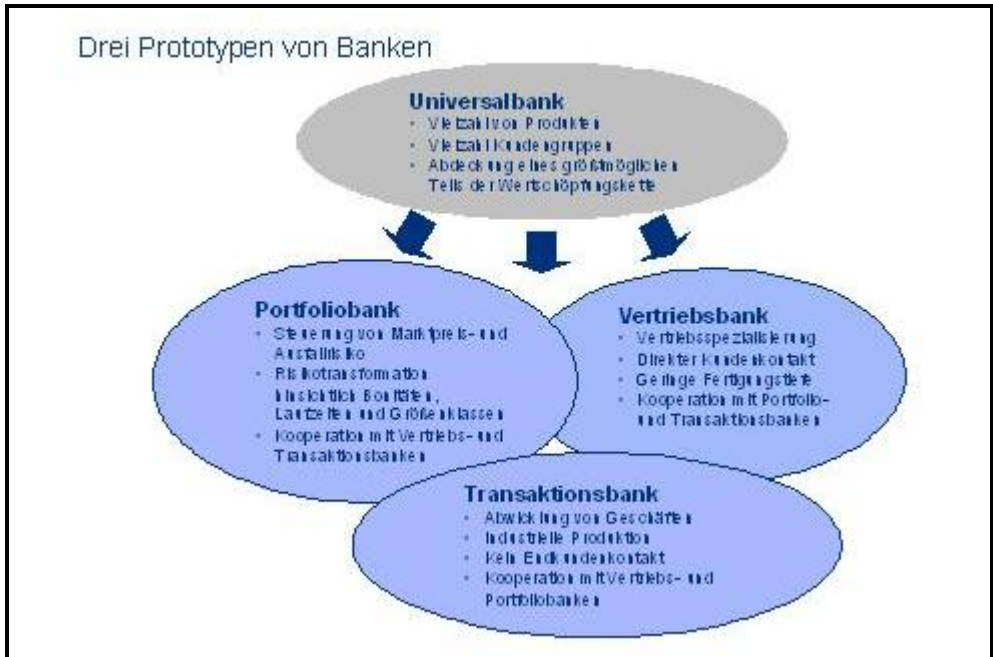 Drei Prototypen von Banken
Universalbank
• Vielzahl von Produkten
• Vielzahl Kundengruppen
• Abdeckung eines größtmöglichen
Teils der Wertschöpfungskette
Portfoliobank
• Steuerung von Marktpreis- und
Ausfallrisiko
• Risikotransformation
hinsichtlich Bonitäten,
Laufzeiten und Größenklassen
• Kooperation mit Vertriebs- und
Transaktionsbanken
Vertriebsbank
• Vertriebsspezialisierung
• Direkter Kundenkontakt
• Geringe Fertigungstiefe
• Kooperation mit Portfolio-
und Transaktionsbanken
Transaktionsbank
• Abwicklung von Geschäften
• Industrielle Produktion
• Kein Endkundenkontakt
• Kooperation mit Vertriebs- und
Portfoliobanken